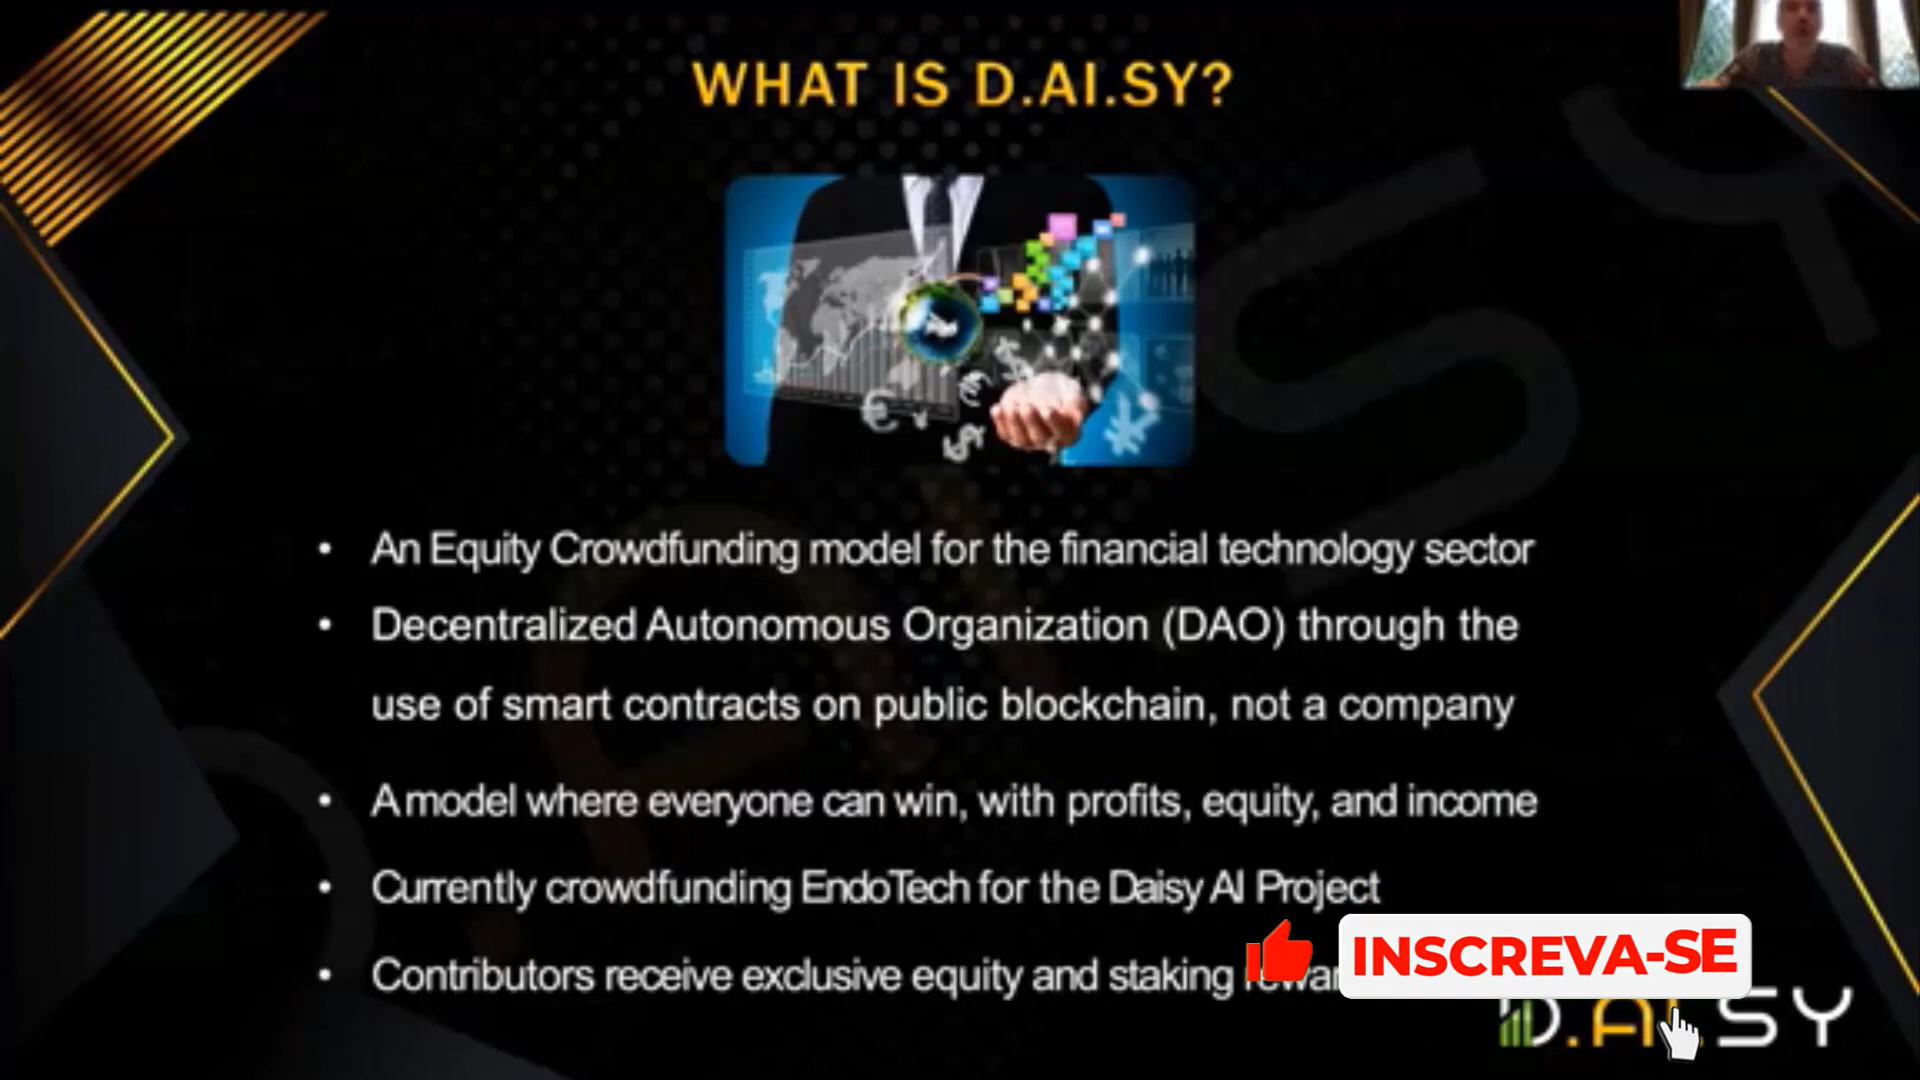 WHAT IS D.AI.SY?
• An Equity Crowdfunding model for the financial technology sector
• Decentralized Autonomous Organization (DAO) through the
use of smart contracts on public blockchain, not a company
• A model where everyone can win, with profits, equity, and income
• Currently crowdfunding EndoTech for the Daisy AI Project
• Contributors receive exclusive equity and staking
INSCREVA-SE
D.AI.SY